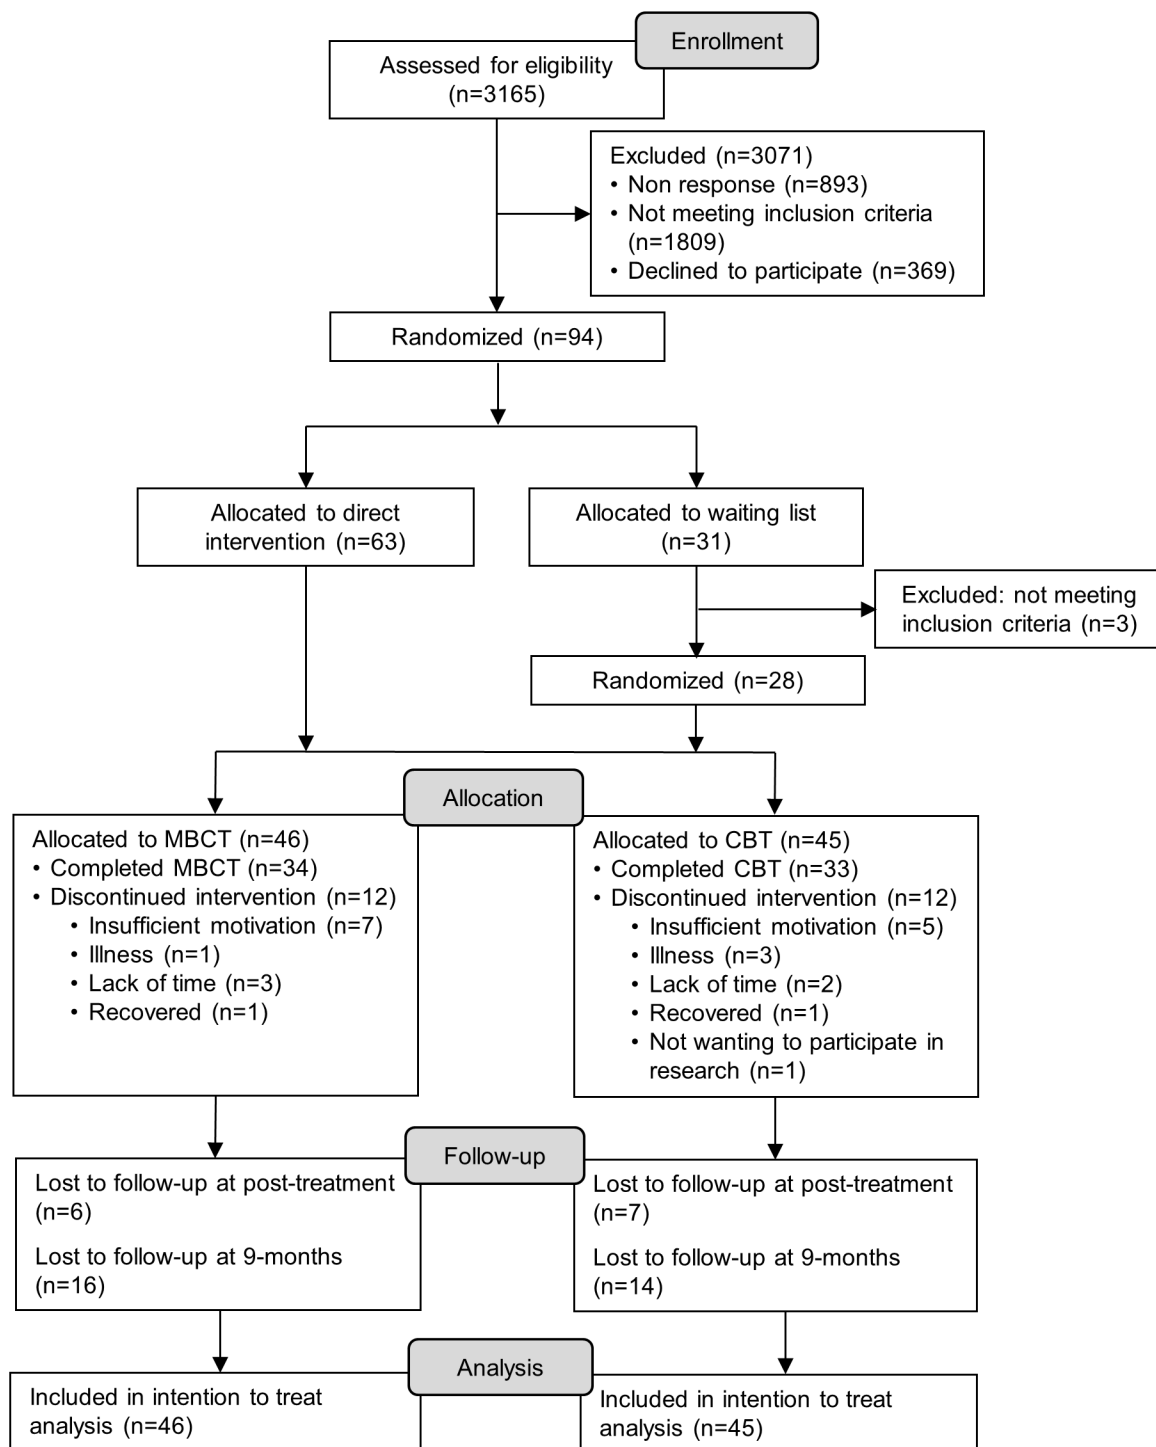 Enrollment
Assessed for eligibility
(n=3165)
Excluded (n=3071)
• Non response (n=893)
• Not meeting inclusion criteria
(n=1809)
• Declined to participate (n=369)
Randomized (n=94)
Allocated to direct
intervention (n=63)
Allocated to waiting list
(n=31)
Excluded: not meeting
inclusion criteria (n=3)
Randomized (n=28)
Allocation
Allocated to MBCT (n=46)
• Completed MBCT (n=34)
• Discontinued intervention (n=12)
• Insufficient motivation (n=7)
• Illness (n=1)
• Lack of time (n=3)
• Recovered (n=1)
Allocated to CBT (n=45)
• Completed CBT (n=33)
• Discontinued intervention (n=12)
• Insufficient motivation (n=5)
• Illness (n=3)
• Lack of time (n=2)
• Recovered (n=1)
• Not wanting to participate in
research (n=1)
Follow-up
Lost to follow-up at post-treatment
(n=6)
Lost to follow-up at 9-months
(n=16)
Lost to follow-up at post-treatment
(n=7)
Lost to follow-up at 9-months
(n=14)
Analysis
Included in intention to treat
analysis (n=46)
Included in intention to treat
analysis (n=45)